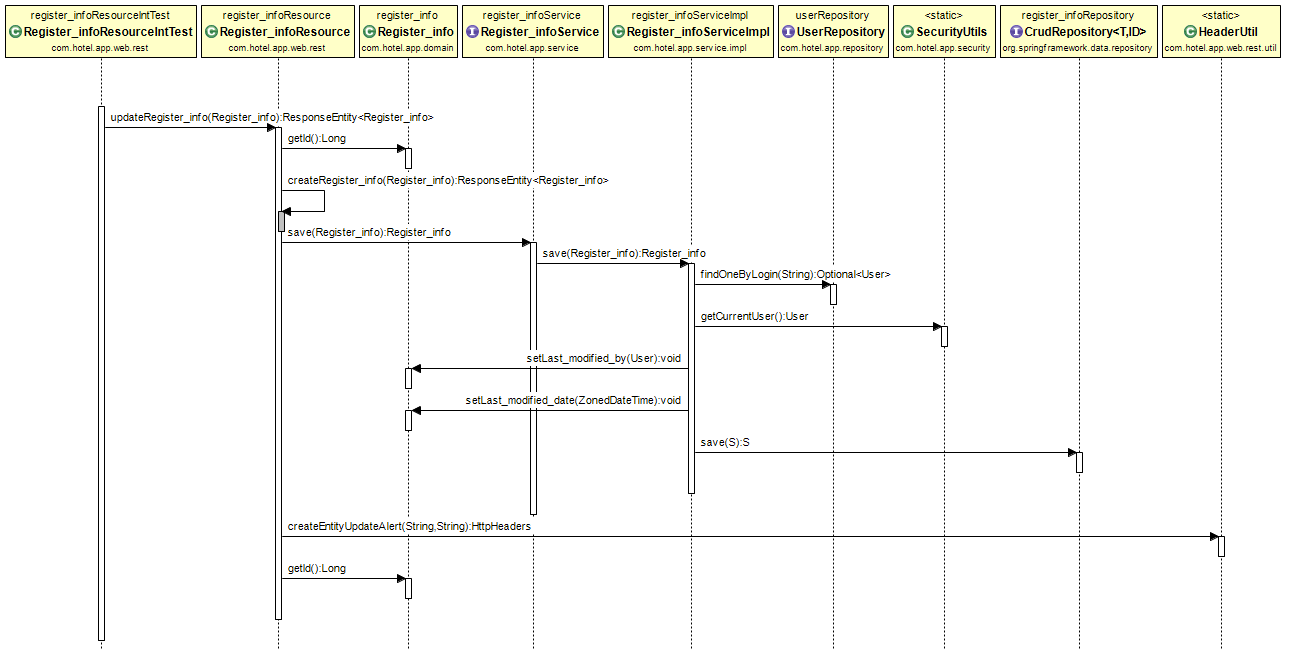 register_infoResourceIntTest
C Register_infoResourceIntTest
com.hotel.app.web.rest
register_infoResource
C Register_infoResource
com.hotel.app.web.rest
register_info
C Register_info
com.hotel.app.domain
register_infoService
I Register_infoService
com.hotel.app.service
register_infoServiceImpl
C Register_infoServiceImpl
com.hotel.app.service.impl
userRepository
I UserRepository
com.hotel.app.repository
<static>
C SecurityUtils
com.hotel.app.security
register_infoRepository
I CrudRepository<T,ID>
org.springframework.data.repository
<static>
C HeaderUtil
com.hotel.app.web.rest.util
updateRegister_info(Register_info):ResponseEntity<Register_info>
getId():Long
createRegister_info(Register_info):ResponseEntity<Register_info>
save(Register_info):Register_info
save(Register_info):Register_info
findOneByLogin(String):Optional<User>
getCurrentUser():User
setLast_modified_by(User):void
setLast_modified_date(ZonedDateTime):void
save(S):S
createEntityUpdateAlert(String,String):HttpHeaders
getId():Long